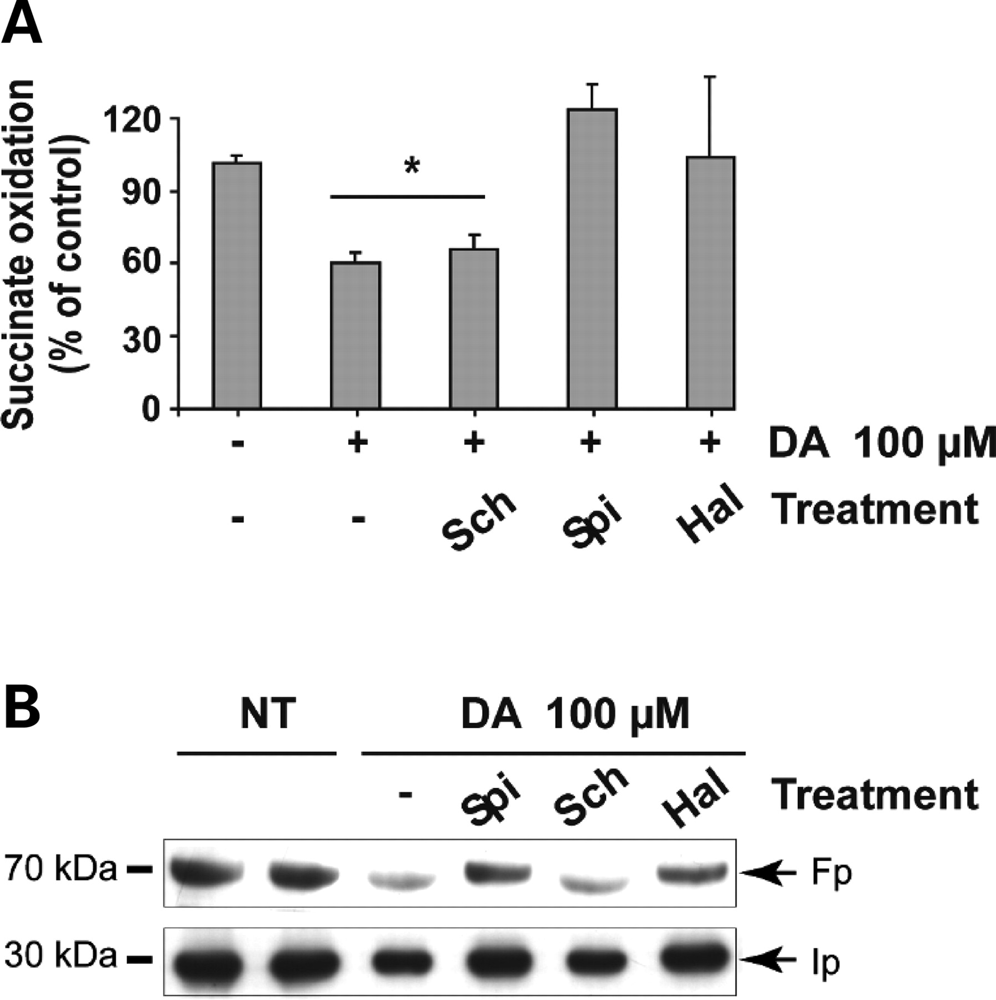 A
Succinate oxidation
(% of control)
120
90
60
30
0
*
- + + + + DA 100 µM
- - Sch Spi Hal Treatment
B
NT DA 100 µM
- Spi Sch Hal Treatment
70 kDa Fp
30 kDa Ip